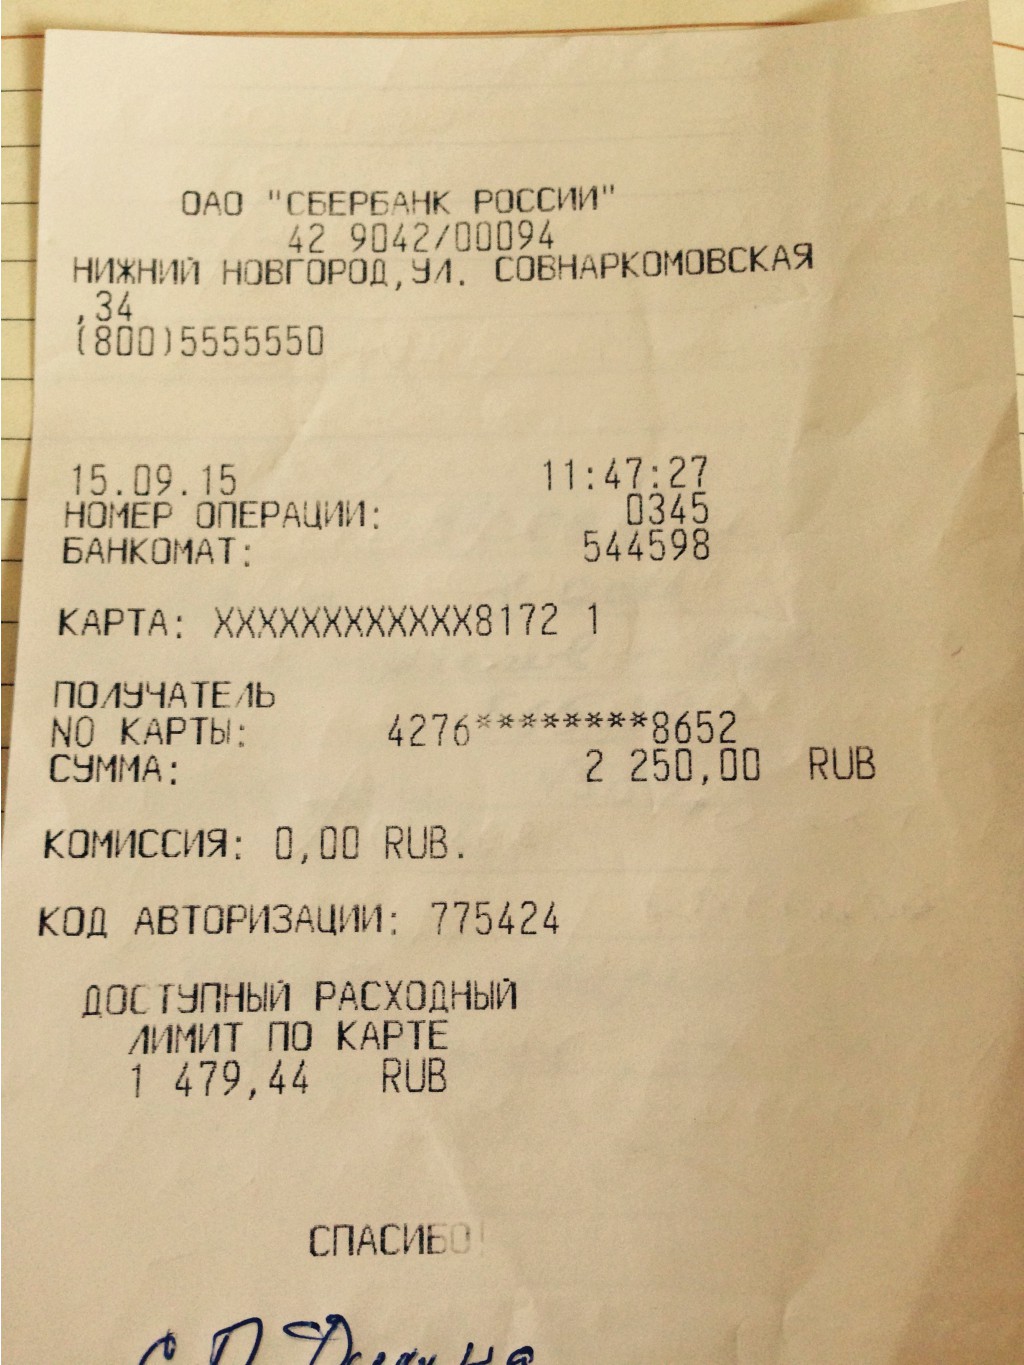 ОАО "СБЕРБАНК РОССИИ"
42 9042/00094
НИЖНИЙ НОВГОРОД,УЛ. СОВНАРКОМОВСКАЯ
,34
(800)5555550
15.09.15 11:47:27
НОМЕР ОПЕРАЦИИ: 0345
БАНКОМАТ: 544598
КАРТА: XXXXXXXXXXXX8172 1
ПОЛУЧАТЕЛЬ
NO КАРТЫ: 4276********8652
СУММА: 2 250,00 RUB
КОМИССИЯ: 0,00 RUB.
КОД АВТОРИЗАЦИИ: 775424
ДОСТУПНЫЙ РАСХОДНЫЙ
ЛИМИТ ПО КАРТЕ
1 479,44 RUB
СПАСИБО!